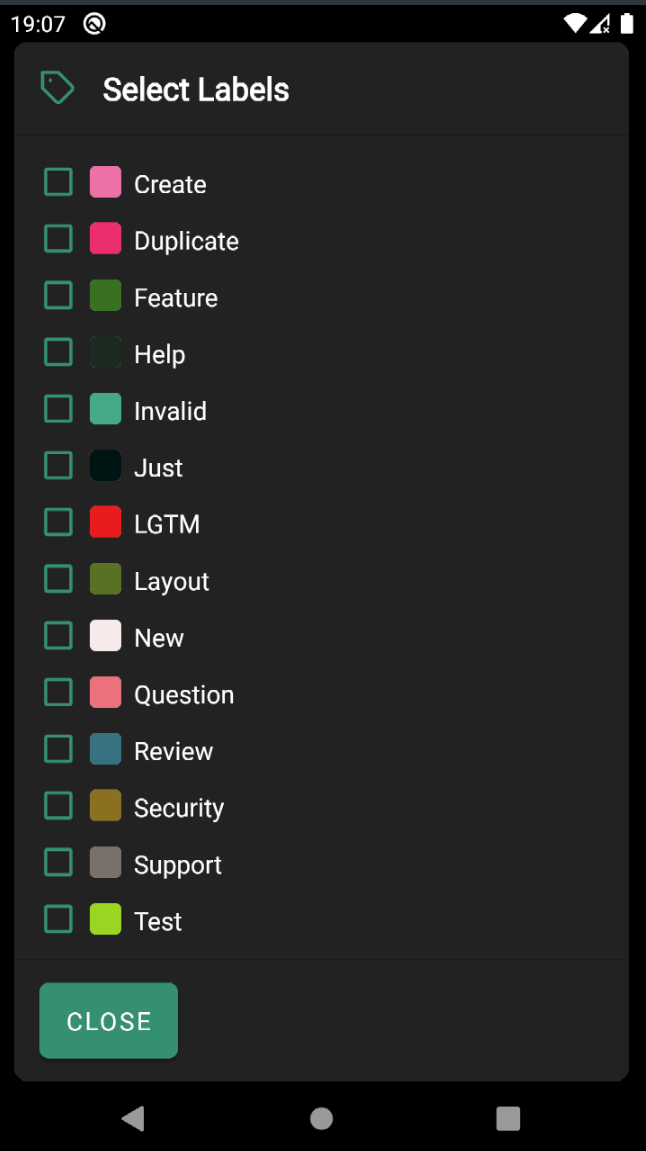 19:07
Select Labels
Create
Duplicate
Feature
Help
Invalid
Just
LGTM
Layout
New
Question
Review
Security
Support
Test
CLOSE